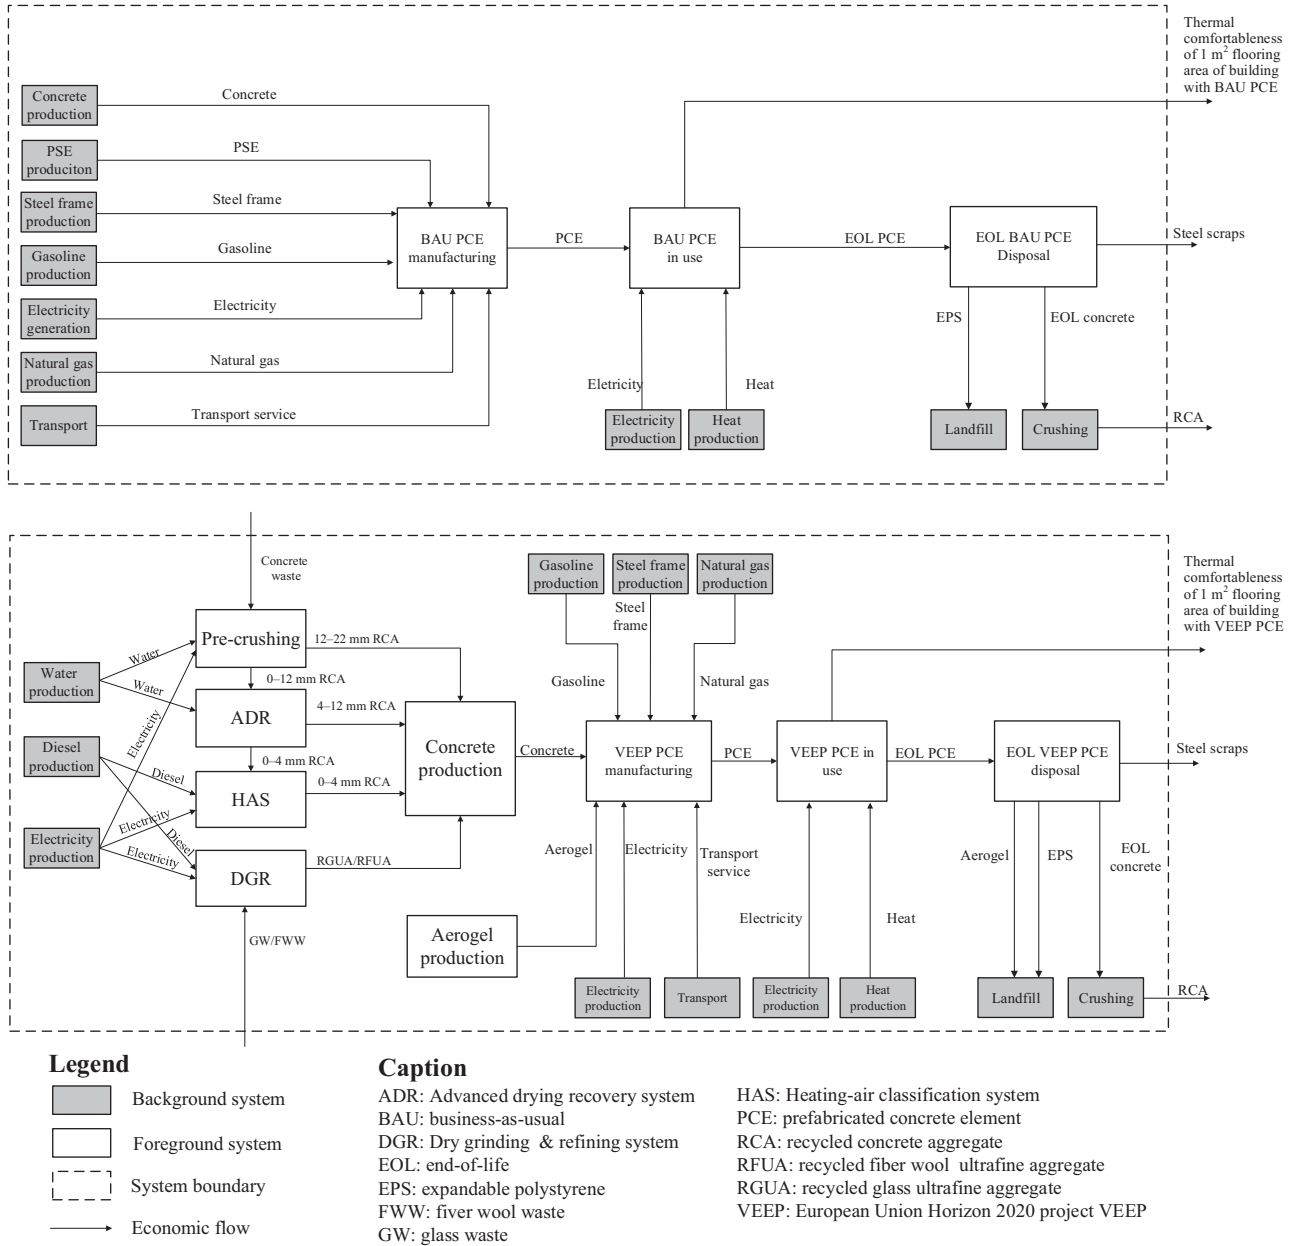 Thermal
comfortableness
of 1 m² flooring
area of building
with BAU PCE
Concrete
production
Concrete
PSE
produciton
PSE
Steel frame
production
Steel frame
Gasoline
production
Gasoline
Electricity
generation
Electricity
Natural gas
production
Natural gas
Transport
Transport service
BAU PCE
manufacturing
PCE
BAU PCE
in use
EOL PCE
EOL BAU PCE
Disposal
Steel scraps
EPS
EOL concrete
Eletricity
Heat
Electricity
production
Heat
production
Landfill
Crushing
RCA
Concrete
waste
Gasoline
production
Steel frame
production
Natural gas
production
Thermal
comfortableness
of 1 m² flooring
area of building
with VEEP PCE
Steel
frame
Pre-crushing
12–22 mm RCA
Water
production
Water
Water
0–12 mm RCA
Gasoline
Natural gas
ADR
4–12 mm RCA
Electricity
Diesel
production
Diesel
0–4 mm RCA
0–4 mm RCA
HAS
Concrete
production
Concrete
VEEP PCE
manufacturing
PCE
VEEP PCE in
use
EOL PCE
EOL VEEP PCE
disposal
Steel scraps
Electricity
production
Electricity
Diesel
Electricity
DGR
RGUA/RFUA
Aerogel
Electricity
Transport
service
Aerogel
EPS
EOL
concrete
GW/FWW
Aerogel
production
Electricity
Heat
Electricity
production
Transport
Electricity
production
Heat
production
Landfill
Crushing
RCA
Legend
Background system
Foreground system
System boundary
Economic flow
Caption
ADR: Advanced drying recovery system
BAU: business-as-usual
DGR: Dry grinding & refining system
EOL: end-of-life
EPS: expandable polystyrene
FWW: fiver wool waste
GW: glass waste
HAS: Heating-air classification system
PCE: prefabricated concrete element
RCA: recycled concrete aggregate
RFUA: recycled fiber wool ultrafine aggregate
RGUA: recycled glass ultrafine aggregate
VEEP: European Union Horizon 2020 project VEEP